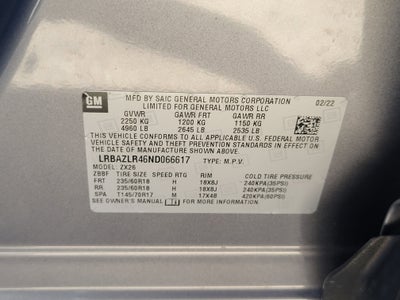 GM
MFD BY SAIC GENERAL MOTORS CORPORATION
LIMITED FOR GENERAL MOTORS LLC
02/22
GVWR GAWR FRT GAWR RR
2250 KG 1200 KG 1150 KG
4960 LB 2645 LB 2535 LB
THIS VEHICLE CONFORMS TO ALL APPLICABLE U.S. FEDERAL MOTOR
VEHICLE SAFETY AND THEFT PREVENTION STANDARDS IN EFFECT ON
THE DATE OF MANUFACTURE SHOWN ABOVE.
LRBAZLR46ND066617 TYPE: M.P.V.
MODEL: ZX26
ZBBF TIRE SIZE SPEED RTG RIM COLD TIRE PRESSURE
FRT 235/60R18 H 18X8J 240KPA(35PSI)
RR 235/60R18 H 18X8J 240KPA(35PSI)
SPA T145/70R17 M 17X4B 420KPA(60PSI)
SEE OWNER'S MANUAL FOR MORE INFORMATION